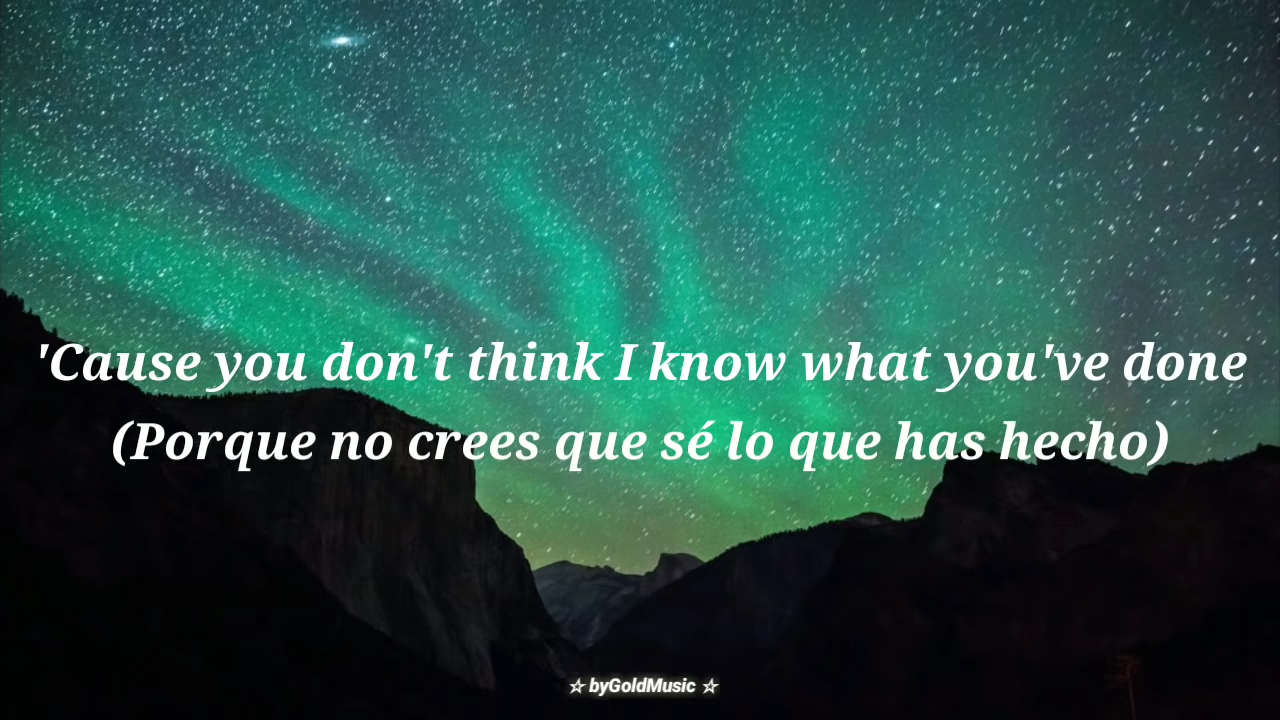 'Cause you don't think I know what you've done
(Porque no crees que sé lo que has hecho)
☆ byGoldMusic ☆